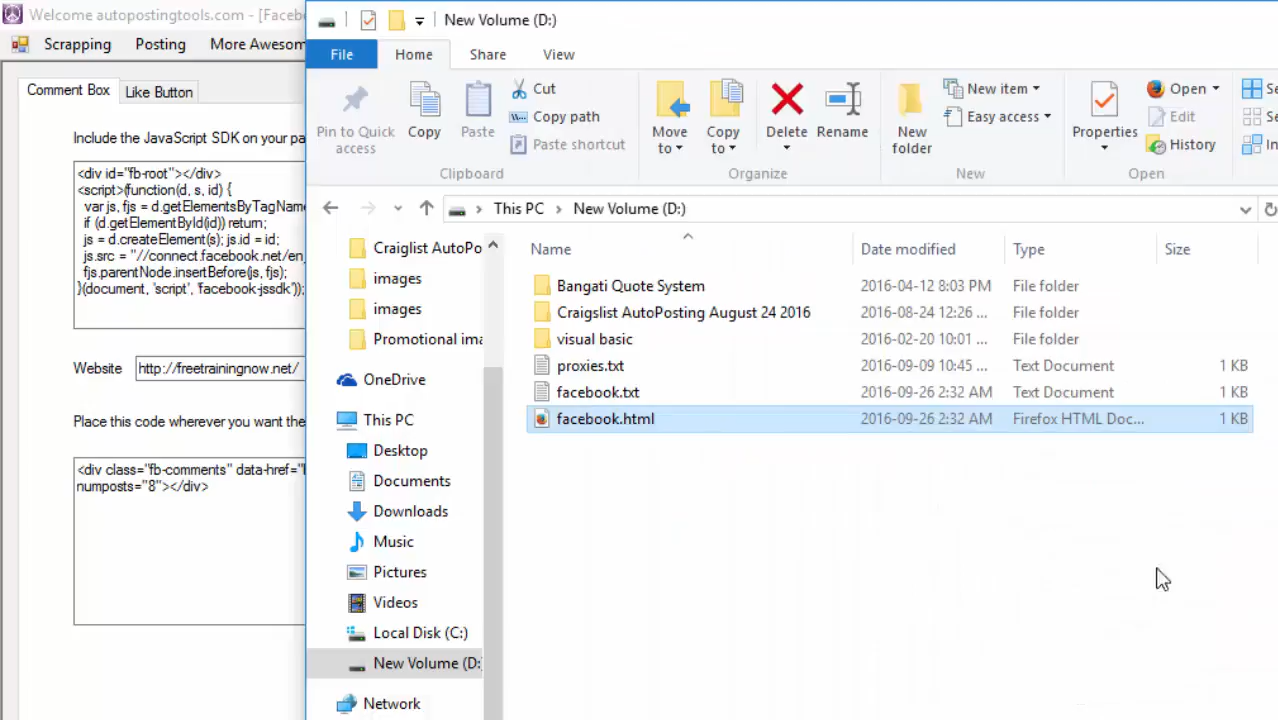 Welcome autopostingtools.com - [Faceb
Scrapping Posting More Awesom
Comment Box Like Button
Include the JavaScript SDK on your pa
<div id="fb-root"></div>
<script>(function(d, s, id) {
var js, fjs = d.getElementsByTagName
if (d.getElementById(id)) return;
js = d.createElement(s); js.id = id;
js.src = "//connect.facebook.net/en_
fjs.parentNode.insertBefore(js, fjs);
}(document, 'script', 'facebook-jssdk'));
Website http://freetrainingnow.net/
Place this code wherever you want the
<div class="fb-comments" data-href="
numposts="8"></div>
New Volume (D:)
File Home Share View
Pin to Quick access
Copy
Paste
Cut
Copy path
Paste shortcut
Clipboard
Move to
Copy to
Delete
Rename
Organize
New folder
New item
Easy access
New
Properties
Open
Edit
History
Open
Se
Se
In
This PC > New Volume (D:)
Craiglist AutoPo
images
images
Promotional ima
OneDrive
This PC
Desktop
Documents
Downloads
Music
Pictures
Videos
Local Disk (C:)
New Volume (D:)
Network
Name Date modified Type Size
Bangati Quote System 2016-04-12 8:03 PM File folder
Craigslist AutoPosting August 24 2016 2016-08-24 12:26 ... File folder
visual basic 2016-02-20 10:01 ... File folder
proxies.txt 2016-09-09 10:45 ... Text Document 1 KB
facebook.txt 2016-09-26 2:32 AM Text Document 1 KB
facebook.html 2016-09-26 2:32 AM Firefox HTML Doc... 1 KB